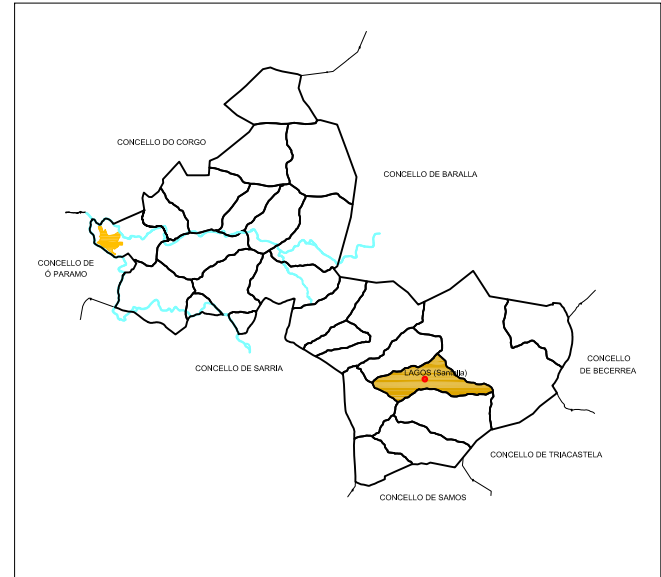 CONCELLO DO CORGO
CONCELLO DE BARALLA
CONCELLO DE
Ó PARAMO
CONCELLO DE SARRIA
CONCELLO
DE BECERREA
LAGOS (Santalla)
CONCELLO DE TRIACASTELA
CONCELLO DE SAMOS